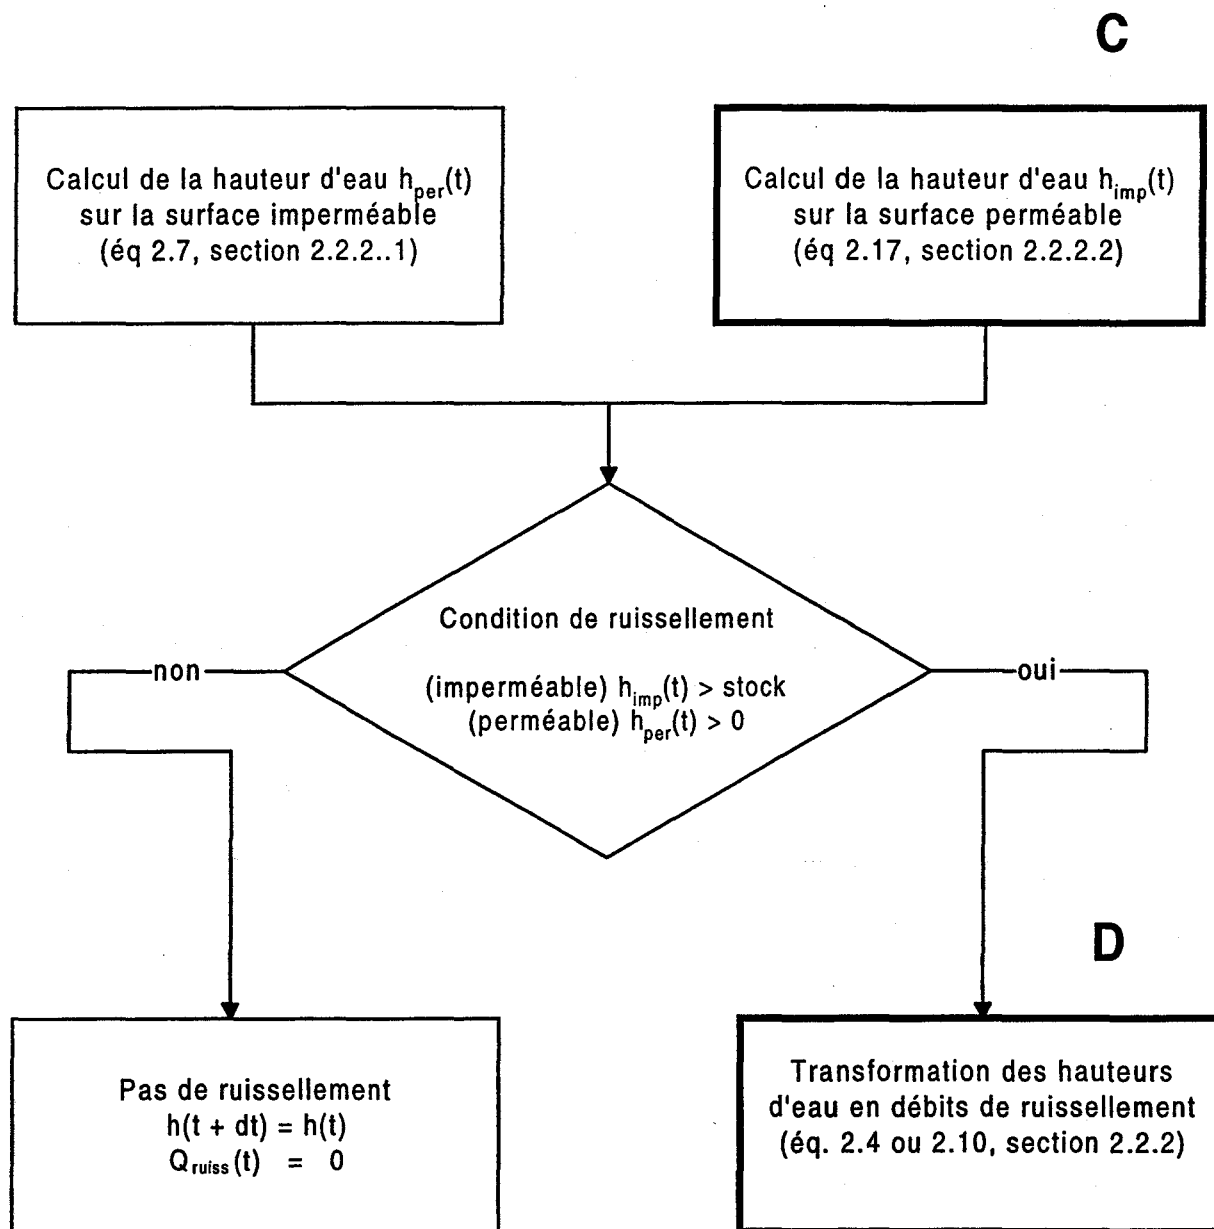 C
Calcul de la hauteur d'eau h_per(t)
sur la surface imperméable
(éq 2.7, section 2.2.2..1)
Calcul de la hauteur d'eau h_imp(t)
sur la surface perméable
(éq 2.17, section 2.2.2.2)
Condition de ruissellement
non
oui
(imperméable) h_imp(t) > stock
(perméable) h_per(t) > 0
D
Pas de ruissellement
h(t + dt) = h(t)
Q_ruiss(t) = 0
Transformation des hauteurs
d'eau en débits de ruissellement
(éq. 2.4 ou 2.10, section 2.2.2)